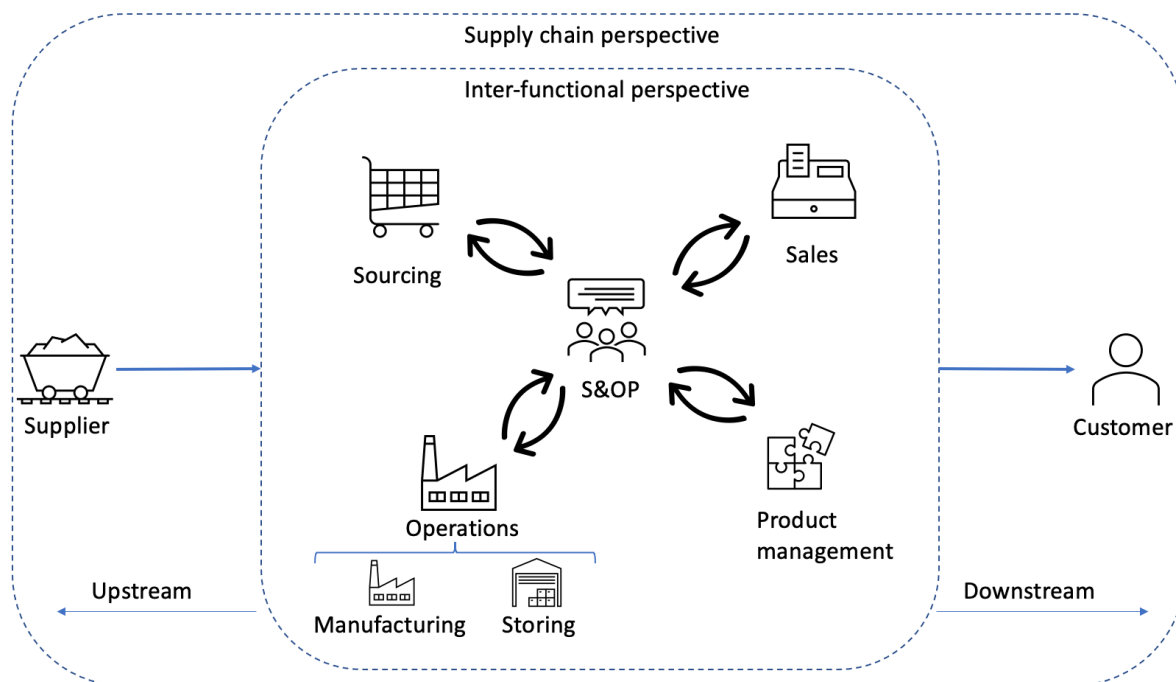 Supply chain perspective
Inter-functional perspective
Sourcing
Sales
S&OP
Supplier
Customer
Operations
Product
management
Manufacturing
Storing
Upstream
Downstream